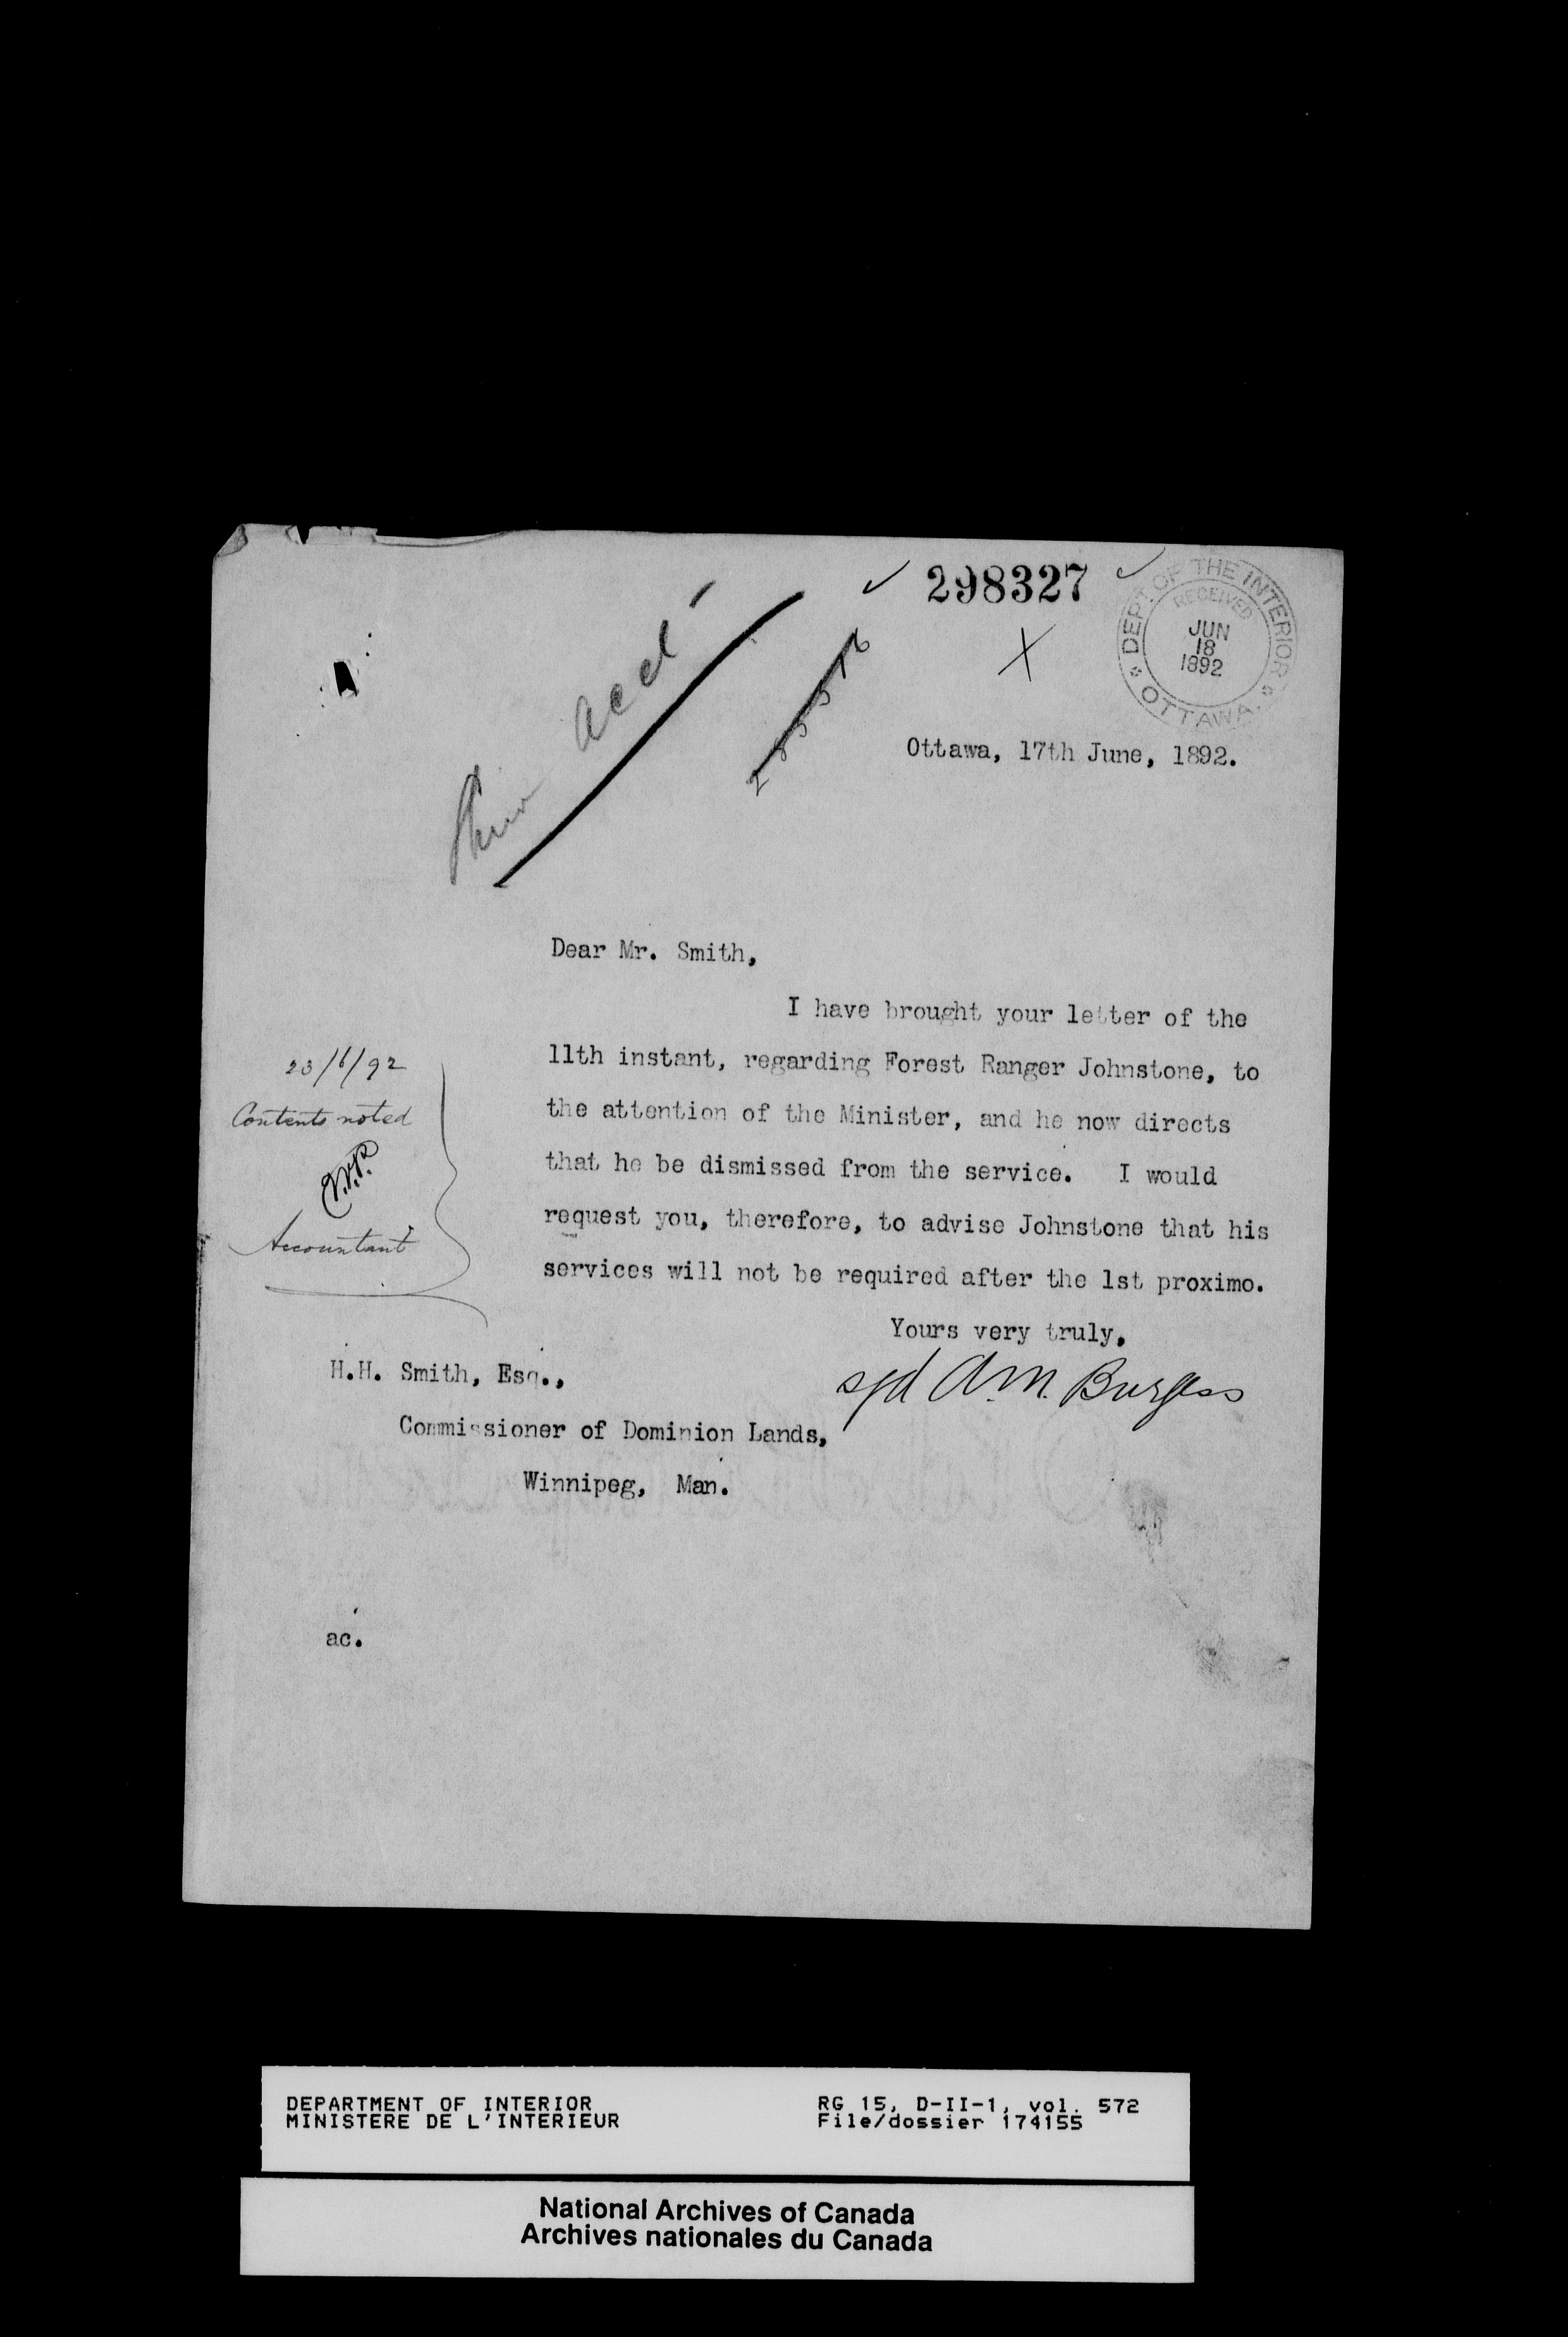 298327
DEPT. OF THE INTERIOR
RECEIVED
JUN
18
1892
OTTAWA.
Ottawa, 17th June, 1892.
Dear Mr. Smith,
I have brought your letter of the
11th instant, regarding Forest Ranger Johnstone, to
the attention of the Minister, and he now directs
that he be dismissed from the service. I would
request you, therefore, to advise Johnstone that his
services will not be required after the 1st proximo.
Yours very truly,
sgd A.M. Burgess
23/6/92
Contents noted
Accountant
H.H. Smith, Esq.,
Commissioner of Dominion Lands,
Winnipeg, Man.
ac.
DEPARTMENT OF INTERIOR
MINISTERE DE L'INTERIEUR
RG 15, D-II-1, vol. 572
File/dossier 174155
National Archives of Canada
Archives nationales du Canada